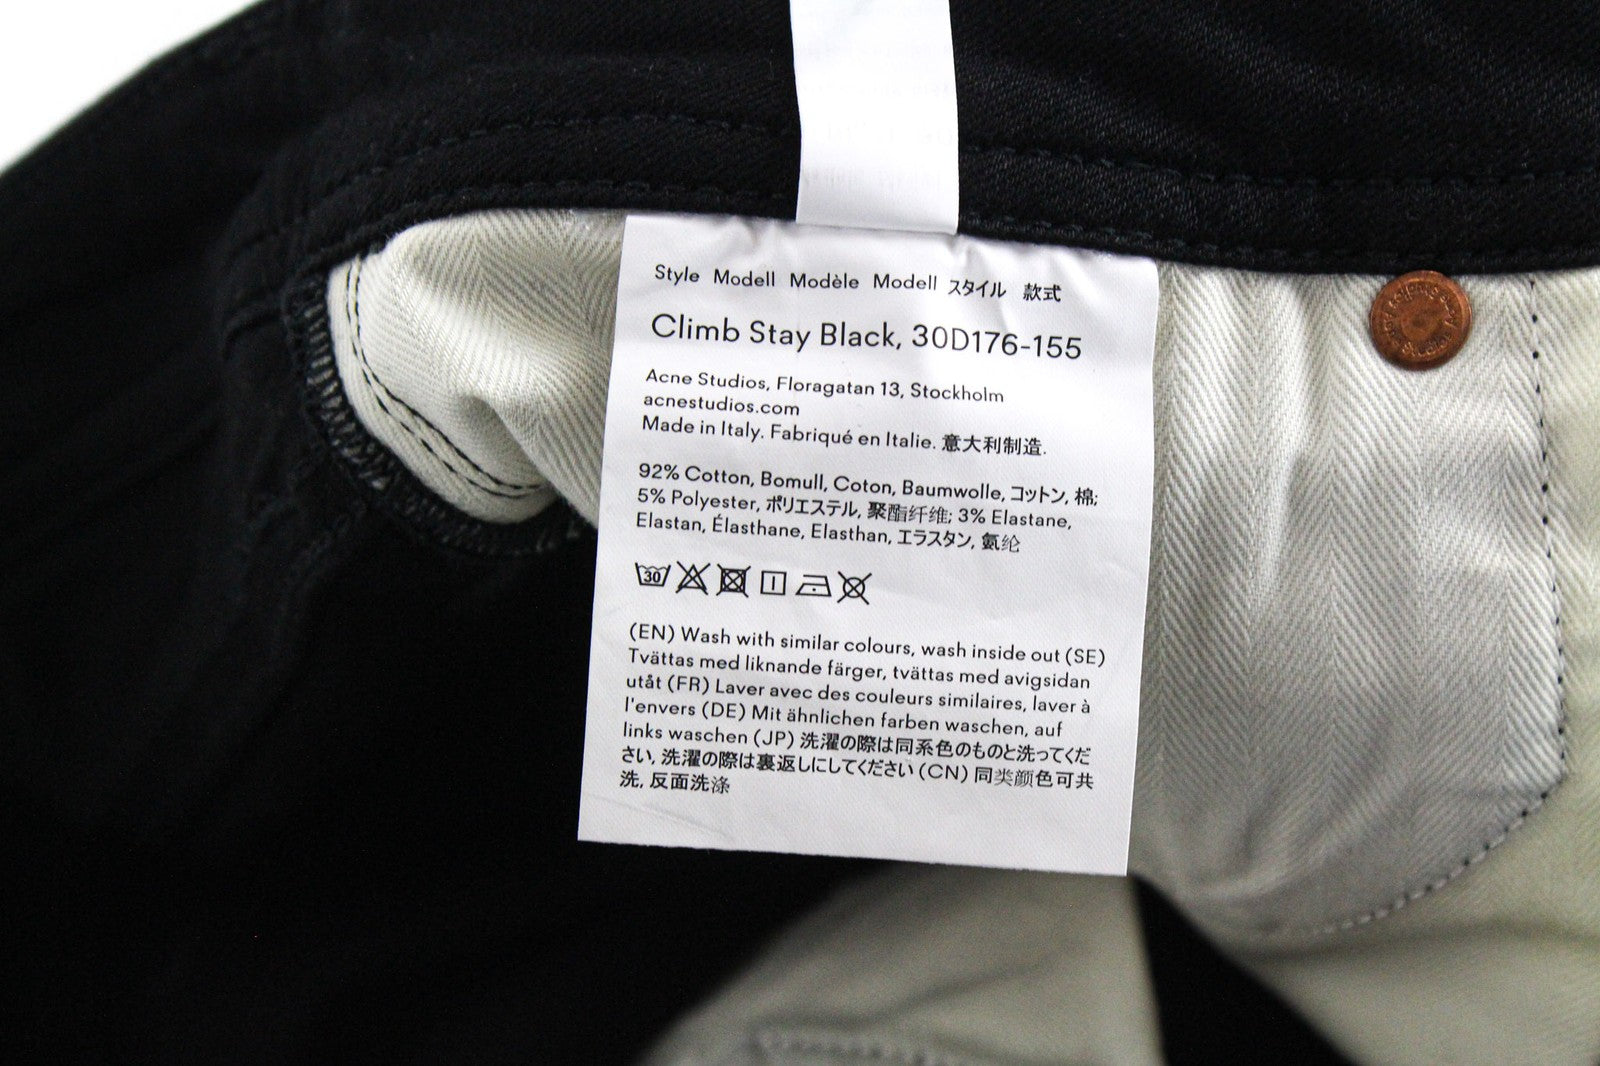 Style Modell Modèle Modell スタイル 款式
Climb Stay Black, 30D176-155
Acne Studios, Floragatan 13, Stockholm
acnestudios.com
Made in Italy. Fabriqué en Italie. 意大利制造.
92% Cotton, Bomull, Coton, Baumwolle, コットン, 棉;
5% Polyester, ポリエステル, 聚酯纤维; 3% Elastane,
Elastan, Élasthane, Elasthan, エラスタン, 氨纶
30
(EN) Wash with similar colours, wash inside out (SE)
Tvättas med liknande färger, tvättas med avigsidan
utåt (FR) Laver avec des couleurs similaires, laver à
l'envers (DE) Mit ähnlichen farben waschen, auf
links waschen (JP) 洗濯の際は同系色のものと洗ってくだ
さい, 洗濯の際は裏返しにしてください (CN) 同类颜色可共
洗, 反面洗涤